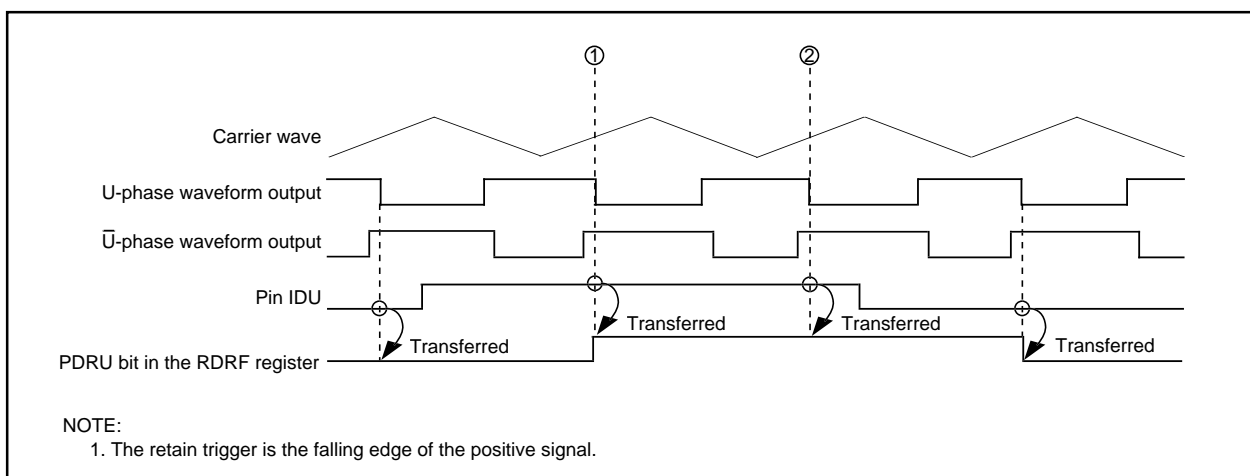 ① ②
Carrier wave
U-phase waveform output
U̅-phase waveform output
Pin IDU
Transferred Transferred
Transferred Transferred
PDRU bit in the RDRF register
NOTE:
1. The retain trigger is the falling edge of the positive signal.